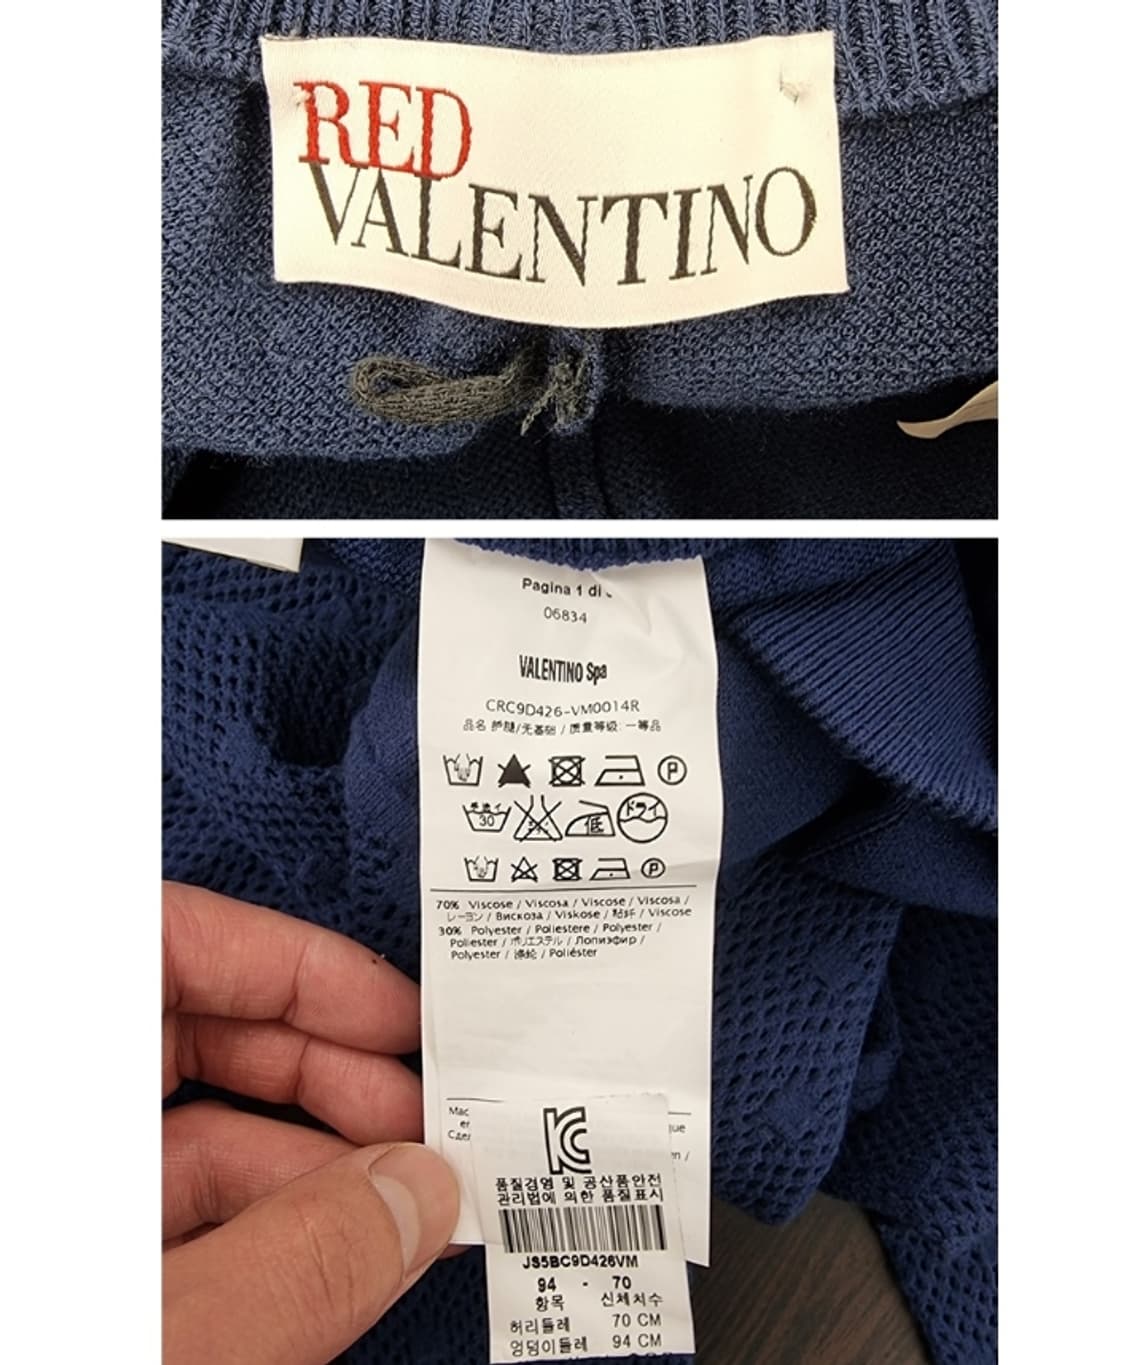 RED
VALENTINO
Pagina 1 di
06834
VALENTINO Spa
CRC9D426-VM0014R
品名 /无基础 / 质量等级: 一等品
P
手洗イ
30
低
ドライ
P
70% Viscose / Viscosa / Viscose / Viscosa /
レーヨン / Вискоза / Viskose / 粘纤 / Viscose
30% Polyester / Poliestere / Polyester /
Poliester / ポリエステル / Полиэфир /
Polyester / 涤纶 / Poliéster
품질경영 및 공산품안전
관리법에 의한 품질표시
JS5BC9D426VM
94 - 70
항목 신체치수
허리둘레 70 CM
엉덩이둘레 94 CM